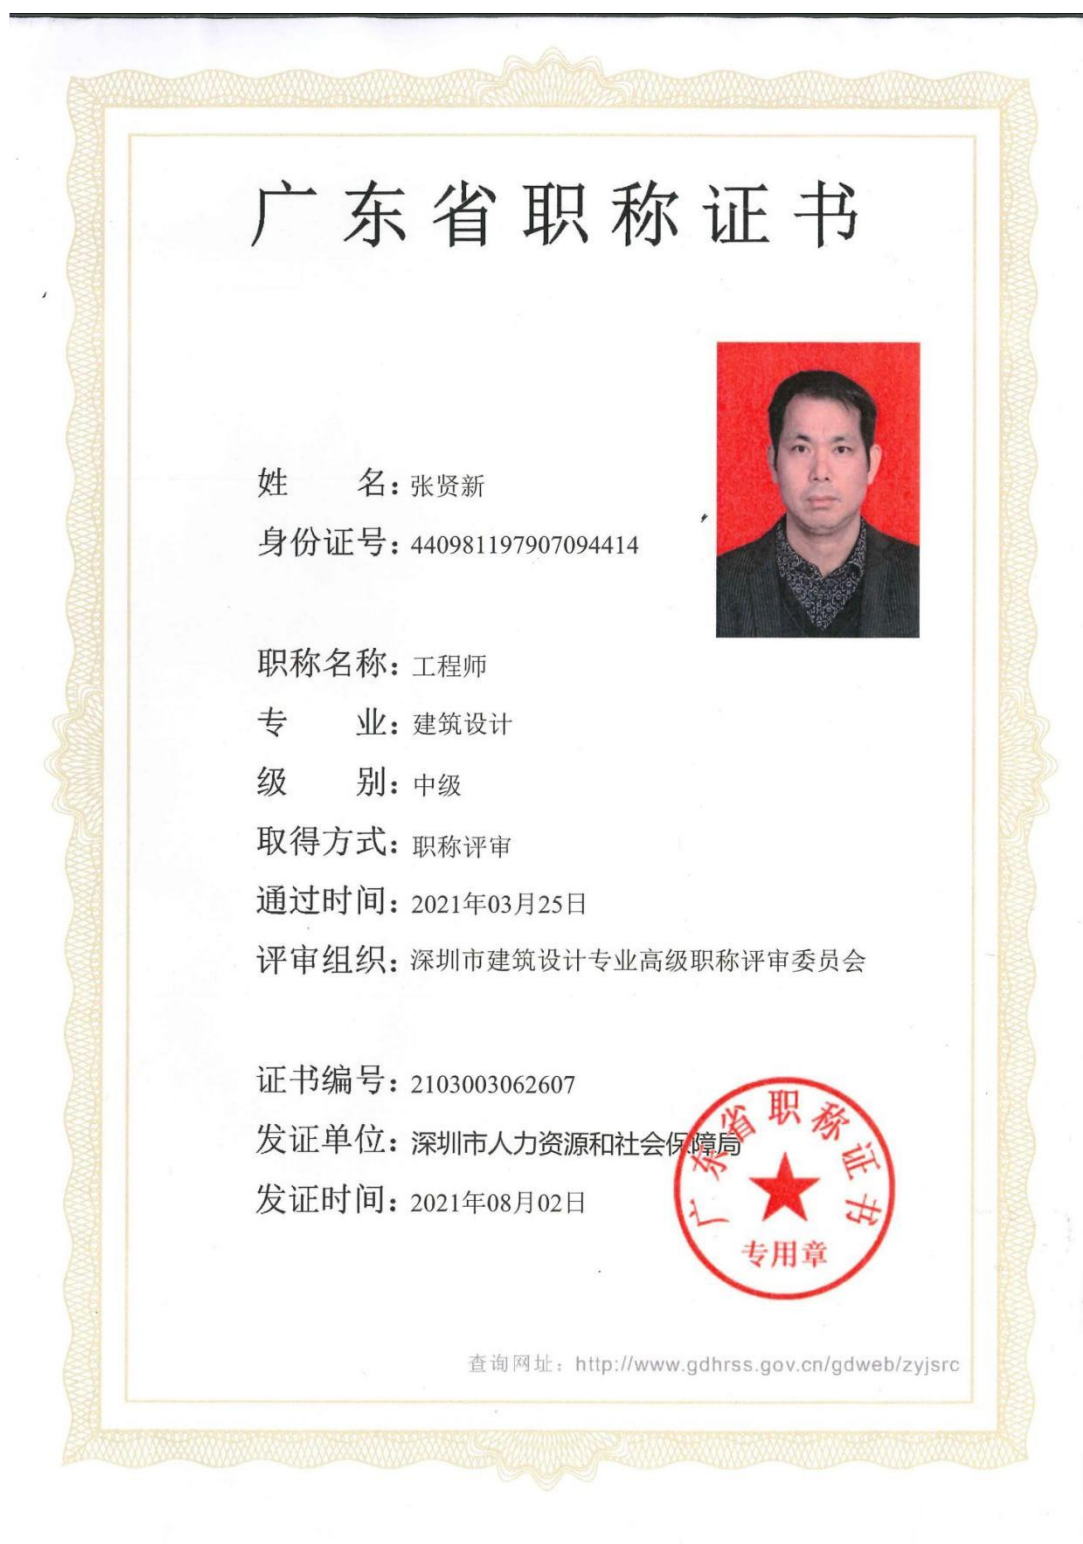 广东省职称证书
姓 名：张贤新
身份证号：440981197907094414
职称名称：工程师
专 业：建筑设计
级 别：中级
取得方式：职称评审
通过时间：2021年03月25日
评审组织：深圳市建筑设计专业高级职称评审委员会
证书编号：2103003062607
发证单位：深圳市人力资源和社会保障局
发证时间：2021年08月02日
广东省职称证书
专用章
查询网址：http://www.gdhrss.gov.cn/gdweb/zyjsrc